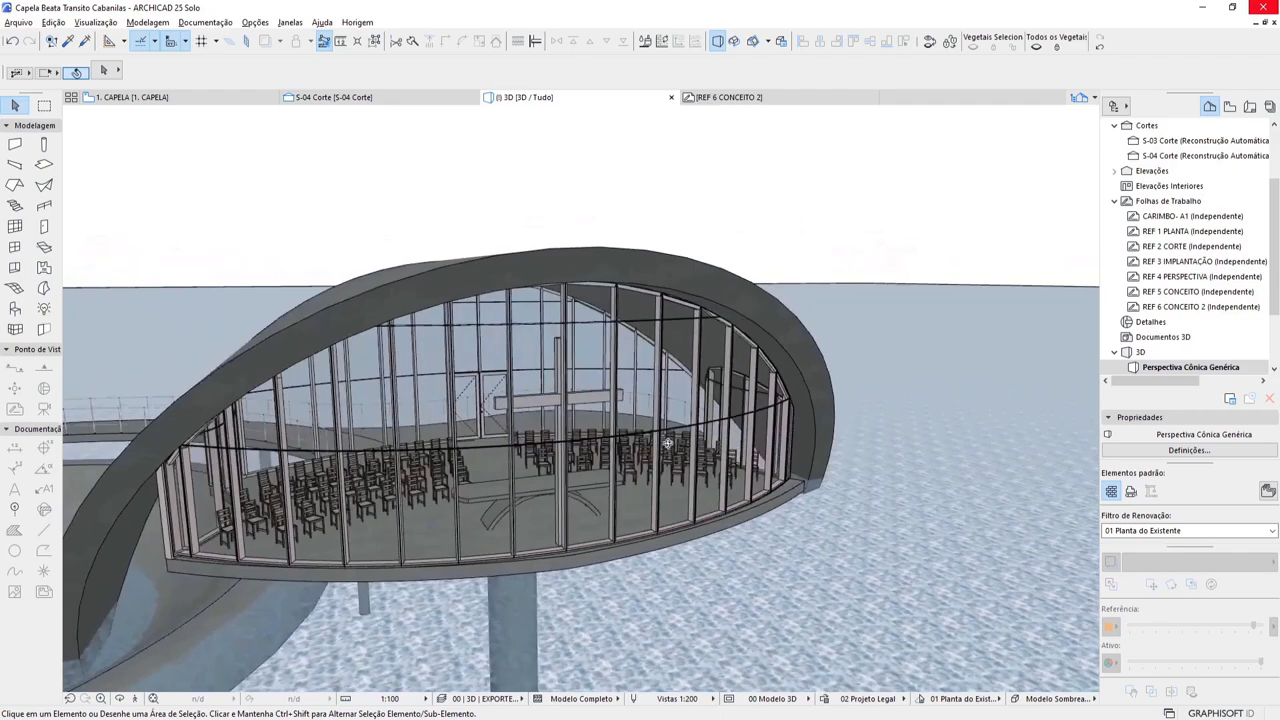 Capela Beata Transito Cabanilas - ARCHICAD 25 Solo
Arquivo Edição Visualização Modelagem Documentação Opções Janelas Ajuda Horigem
Vegetais Selecion Todos os Vegetais
1. CAPELA [1. CAPELA] S-04 Corte [S-04 Corte] (!) 3D [3D / Tudo] [REF 6 CONCEITO 2]
Modelagem
Ponto de Vist
Documentaçã
Cortes
S-03 Corte (Reconstrução Automática
S-04 Corte (Reconstrução Automática
Elevações
Elevações Interiores
Folhas de Trabalho
CARIMBO- A1 (Independente)
REF 1 PLANTA (Independente)
REF 2 CORTE (Independente)
REF 3 IMPLANTAÇÃO (Independente)
REF 4 PERSPECTIVA (Independente)
REF 5 CONCEITO (Independente)
REF 6 CONCEITO 2 (Independente)
Detalhes
Documentos 3D
3D
Perspectiva Cônica Genérica
Propriedades
Perspectiva Cônica Genérica
Definições...
Elementos padrão:
Filtro de Renovação:
01 Planta do Existente
Referência:
Ativo:
n/d n/d 1:100 00 | 3D | EXPORTE... Modelo Completo Vistas 1:200 00 Modelo 3D 02 Projeto Legal 01 Planta do Exist... Modelo Sombrea...
Clique em um Elemento ou Desenhe uma Área de Seleção. Clicar e Mantenha Ctrl+Shift para Alternar Seleção Elemento/Sub-Elemento.
GRAPHISOFT ID